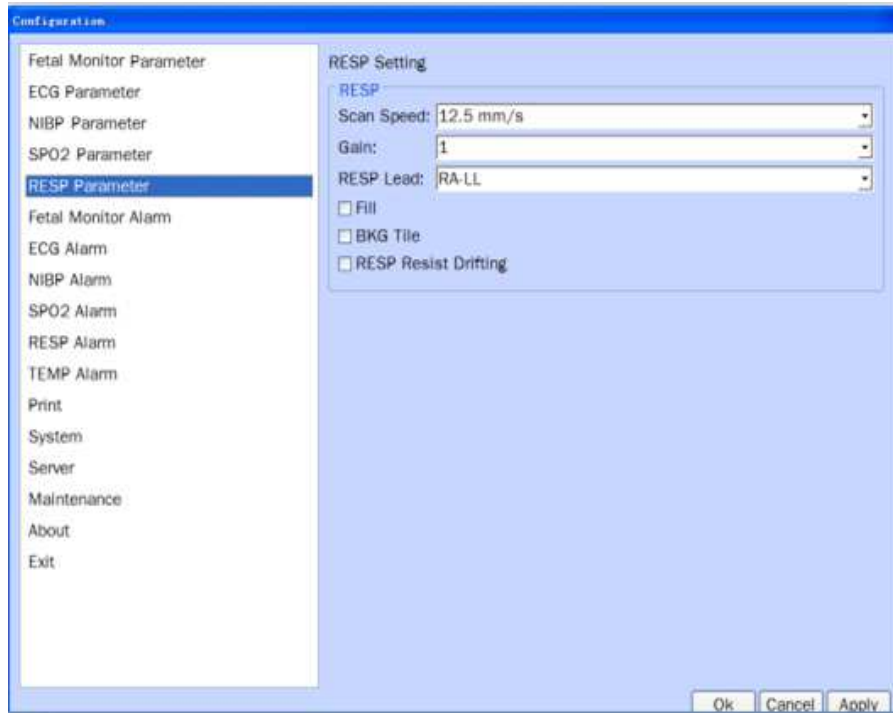 Configuration
Fetal Monitor Parameter
ECG Parameter
NIBP Parameter
SPO2 Parameter
RESP Parameter
Fetal Monitor Alarm
ECG Alarm
NIBP Alarm
SPO2 Alarm
RESP Alarm
TEMP Alarm
Print
System
Server
Maintenance
About
Exit
RESP Setting
RESP
Scan Speed: 12.5 mm/s
Gain: 1
RESP Lead: RA-LL
Fill
BKG Tile
RESP Resist Drifting
Ok Cancel Apply